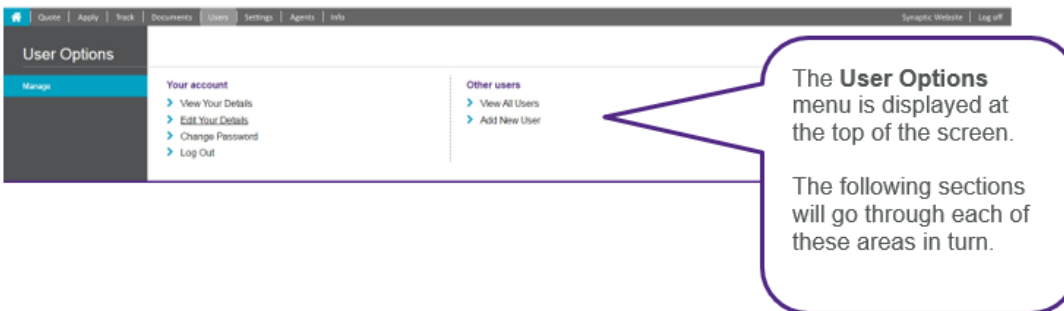 Quote | Apply | Track | Documents | Users | Settings | Agents | Info Synaptic Website | Log off
User Options
Manage
Your account
View Your Details
Edit Your Details
Change Password
Log Out
Other users
View All Users
Add New User
The User Options
menu is displayed at
the top of the screen.
The following sections
will go through each of
these areas in turn.